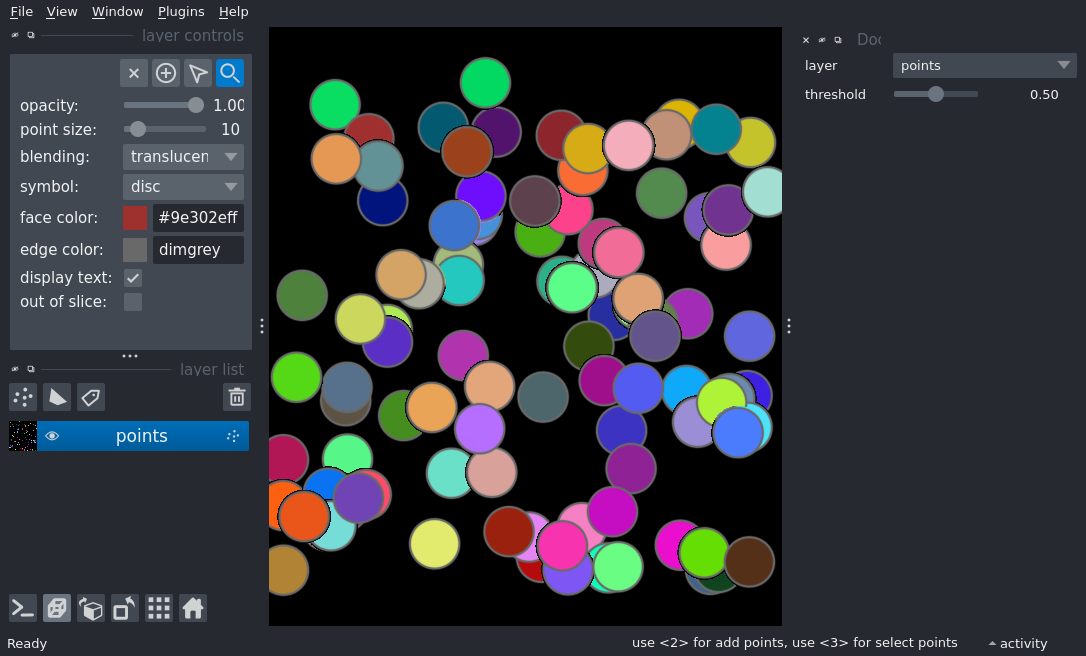 File View Window Plugins Help
layer controls
opacity: 1.00
point size: 10
blending: translucen
symbol: disc
face color: #9e302eff
edge color: dimgrey
display text:
out of slice:
layer list
points
layer points
threshold 0.50
Ready
use <2> for add points, use <3> for select points
activity